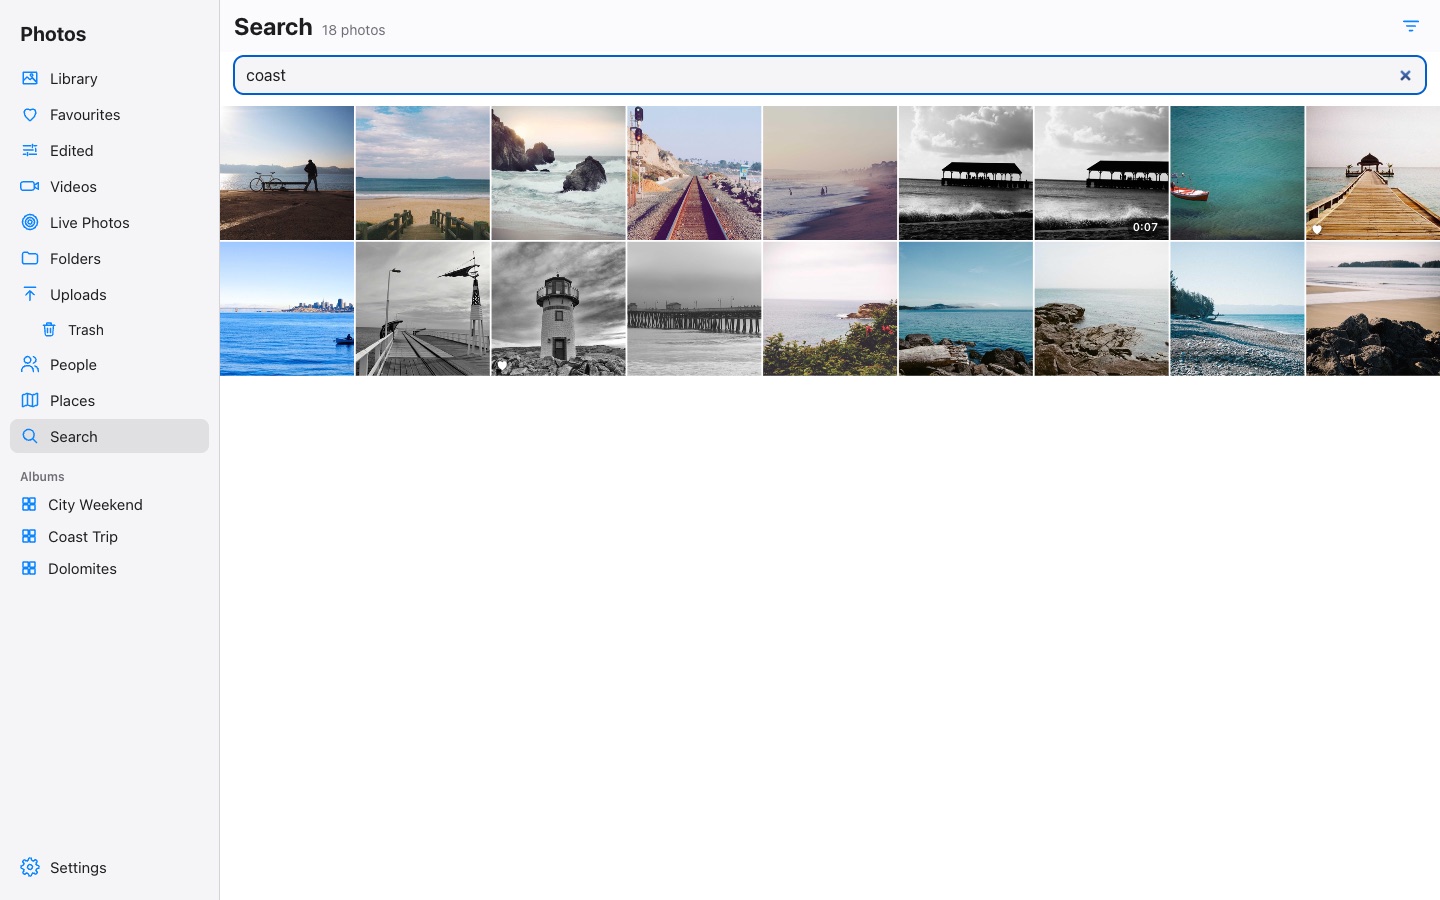 Photos
Library
Favourites
Edited
Videos
Live Photos
Folders
Uploads
Trash
People
Places
Search
Albums
City Weekend
Coast Trip
Dolomites
Settings
Search 18 photos
coast
0:07